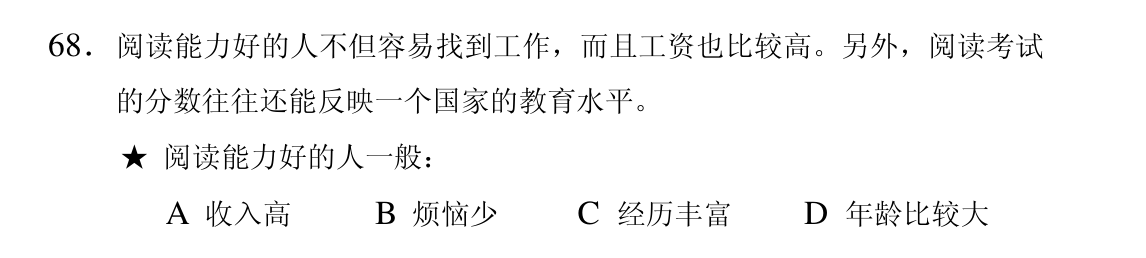 68．阅读能力好的人不但容易找到工作，而且工资也比较高。另外，阅读考试
的分数往往还能反映一个国家的教育水平。
★ 阅读能力好的人一般：
A 收入高 B 烦恼少 C 经历丰富 D 年龄比较大